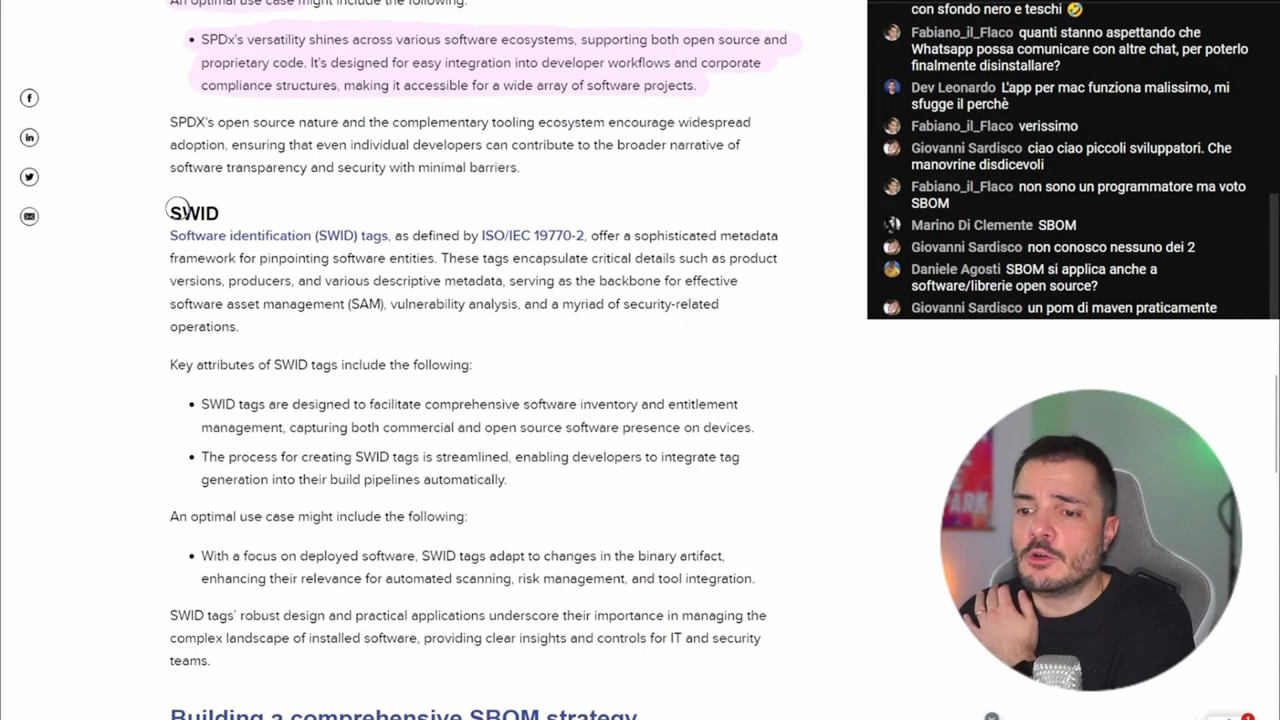 An optimal use case might include the following:
• SPDx's versatility shines across various software ecosystems, supporting both open source and
proprietary code. It's designed for easy integration into developer workflows and corporate
compliance structures, making it accessible for a wide array of software projects.
SPDX's open source nature and the complementary tooling ecosystem encourage widespread
adoption, ensuring that even individual developers can contribute to the broader narrative of
software transparency and security with minimal barriers.
SWID
Software identification (SWID) tags, as defined by ISO/IEC 19770-2, offer a sophisticated metadata
framework for pinpointing software entities. These tags encapsulate critical details such as product
versions, producers, and various descriptive metadata, serving as the backbone for effective
software asset management (SAM), vulnerability analysis, and a myriad of security-related
operations.
Key attributes of SWID tags include the following:
• SWID tags are designed to facilitate comprehensive software inventory and entitlement
management, capturing both commercial and open source software presence on devices.
• The process for creating SWID tags is streamlined, enabling developers to integrate tag
generation into their build pipelines automatically.
An optimal use case might include the following:
• With a focus on deployed software, SWID tags adapt to changes in the binary artifact,
enhancing their relevance for automated scanning, risk management, and tool integration.
SWID tags' robust design and practical applications underscore their importance in managing the
complex landscape of installed software, providing clear insights and controls for IT and security
teams.
Building a comprehensive SBOM strategy
con sfondo nero e teschi 🤣
Fabiano_il_Flaco quanti stanno aspettando che
Whatsapp possa comunicare con altre chat, per poterlo
finalmente disinstallare?
Dev Leonardo L'app per mac funziona malissimo, mi
sfugge il perchè
Fabiano_il_Flaco verissimo
Giovanni Sardisco ciao ciao piccoli sviluppatori. Che
manovrine disdicevoli
Fabiano_il_Flaco non sono un programmatore ma voto
SBOM
Marino Di Clemente SBOM
Giovanni Sardisco non conosco nessuno dei 2
Daniele Agosti SBOM si applica anche a
software/librerie open source?
Giovanni Sardisco un pom di maven praticamente